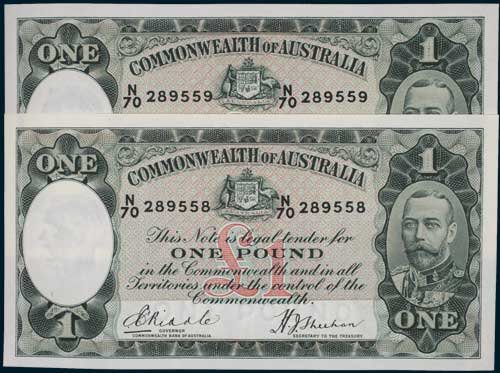 ONE
COMMONWEALTH OF AUSTRALIA
1
N/70 289559
N/70 289559
ONE
COMMONWEALTH OF AUSTRALIA
1
N/70 289558
N/70 289558
£1
This Note is legal tender for
ONE POUND
in the Commonwealth and in all
Territories under the control of the
Commonwealth.
C Riddle
H.J. Sheehan
GOVERNOR
COMMONWEALTH BANK OF AUSTRALIA
SECRETARY TO THE TREASURY
1
ONE